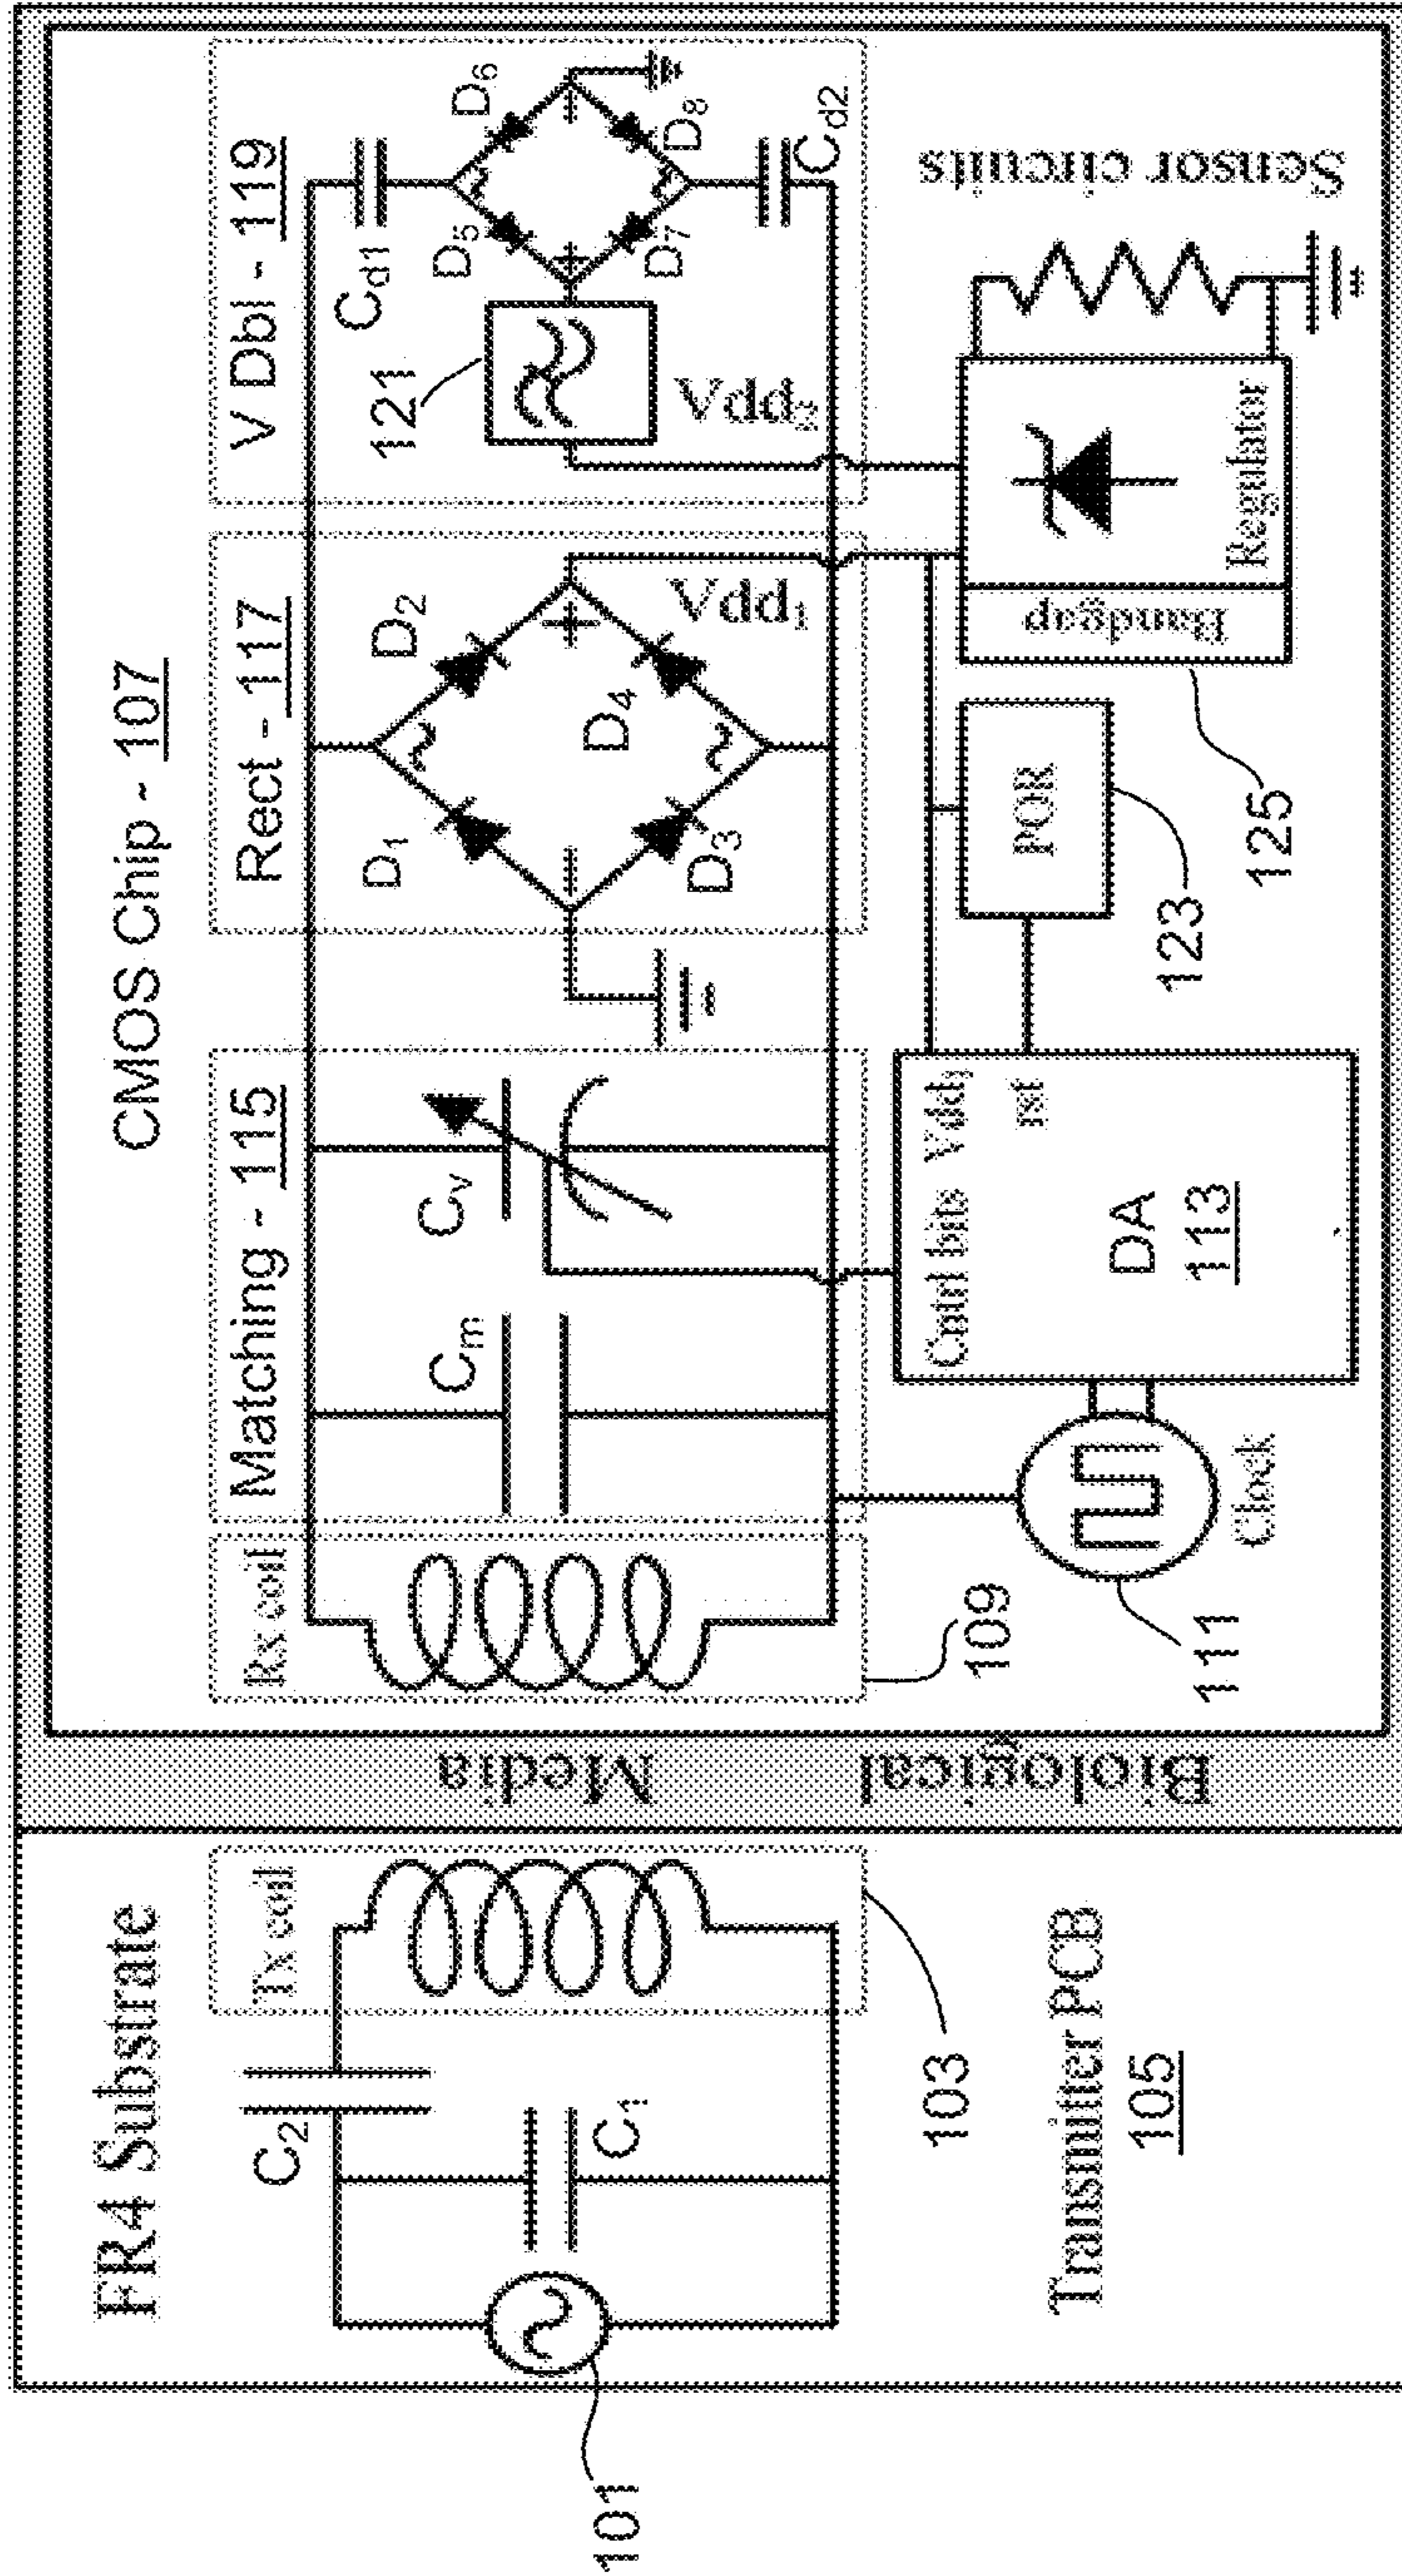 CMOS Chip - 107
FR4 Substrate
Tx coil
Rx coil
Matching - 115
Rect - 117
V Dbl - 119
C2
C1
101
103
Transmitter PCB
105
Biological
Media
Cm
Cv
D1
D2
D3
D4
Vdd1
Cd1
121
D5
D6
D7
D8
Vdd2
Cd2
109
111
Clock
Cntrl bits
Vdd1
rst
DA
113
POR
123
Bandgap
Regulator
125
Sensor circuits